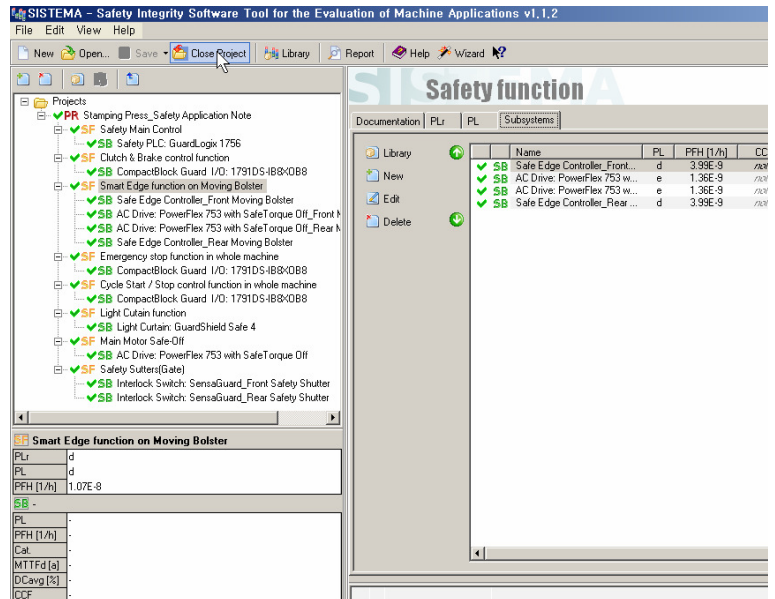 SISTEMA - Safety Integrity Software Tool for the Evaluation of Machine Applications v1.1.2
File Edit View Help
New Open... Save Close Project Library Report Help Wizard
Projects
PR Stamping Press_Safety Application Note
SF Safety Main Control
SB Safety PLC: GuardLogix 1756
SF Clutch & Brake control function
SB CompactBlock Guard I/O: 1791DS-IB8XOB8
SF Smart Edge function on Moving Bolster
SB Safe Edge Controller_Front Moving Bolster
SB AC Drive: PowerFlex 753 with SafeTorque Off_Front M
SB AC Drive: PowerFlex 753 with SafeTorque Off_Rear M
SB Safe Edge Controller_Rear Moving Bolster
SF Emergency stop function in whole machine
SB CompactBlock Guard I/O: 1791DS-IB8XOB8
SF Cycle Start / Stop control function in whole machine
SB CompactBlock Guard I/O: 1791DS-IB8XOB8
SF Light Cutain function
SB Light Curtain: GuardShield Safe 4
SF Main Motor Safe-Off
SB AC Drive: PowerFlex 753 with SafeTorque Off
SF Safety Sutters(Gate)
SB Interlock Switch: SensaGuard_Front Safety Shutter
SB Interlock Switch: SensaGuard_Rear Safety Shutter
SF Smart Edge function on Moving Bolster
PLr d
PL d
PFH [1/h] 1.07E-8
SB -
PL -
PFH [1/h] -
Cat. -
MTTFd [a] -
DCavg [%] -
CCF -
SISTEMA
Safety function
Documentation PLr PL Subsystems
Library
New
Edit
Delete
Name PL PFH [1/h] CC
SB Safe Edge Controller_Front... d 3.99E-9
SB AC Drive: PowerFlex 753 w... e 1.36E-9
SB AC Drive: PowerFlex 753 w... e 1.36E-9
SB Safe Edge Controller_Rear ... d 3.99E-9